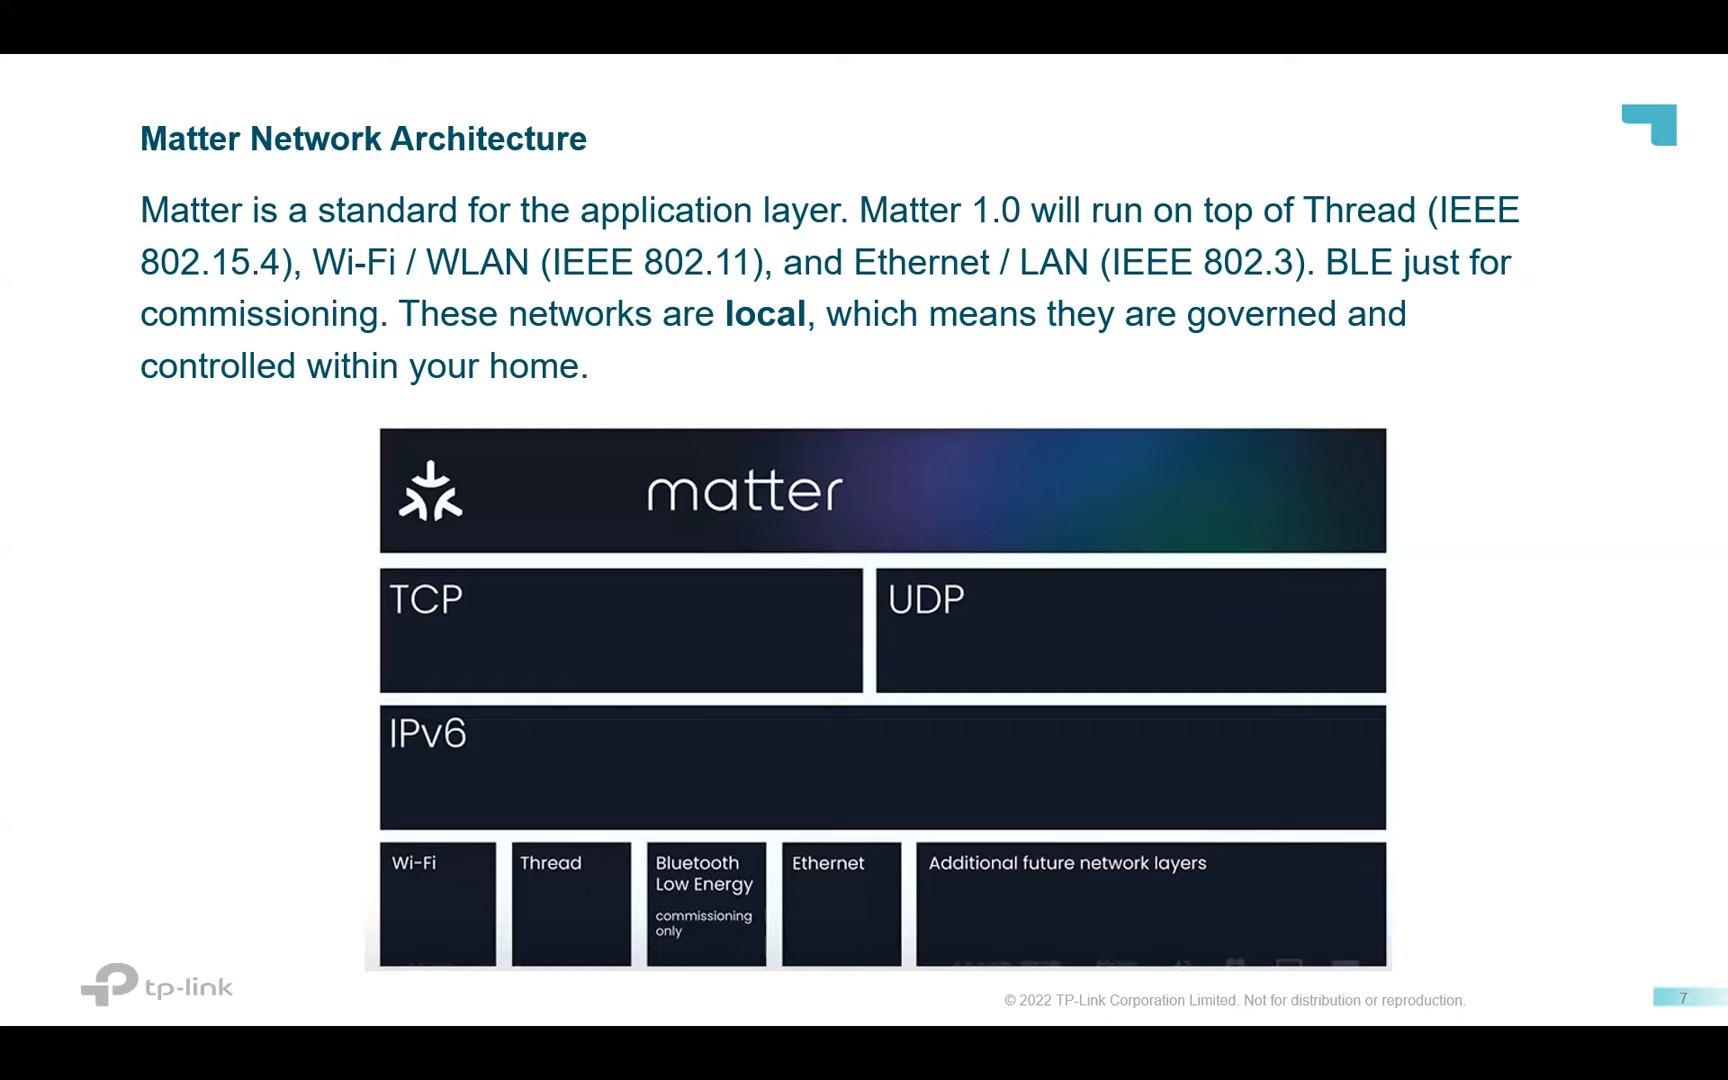 Matter Network Architecture
Matter is a standard for the application layer. Matter 1.0 will run on top of Thread (IEEE
802.15.4), Wi-Fi / WLAN (IEEE 802.11), and Ethernet / LAN (IEEE 802.3). BLE just for
commissioning. These networks are local, which means they are governed and
controlled within your home.
matter
TCP
UDP
IPv6
Wi-Fi
Thread
Bluetooth
Low Energy
commissioning
only
Ethernet
Additional future network layers
tp-link
© 2022 TP-Link Corporation Limited. Not for distribution or reproduction.
7